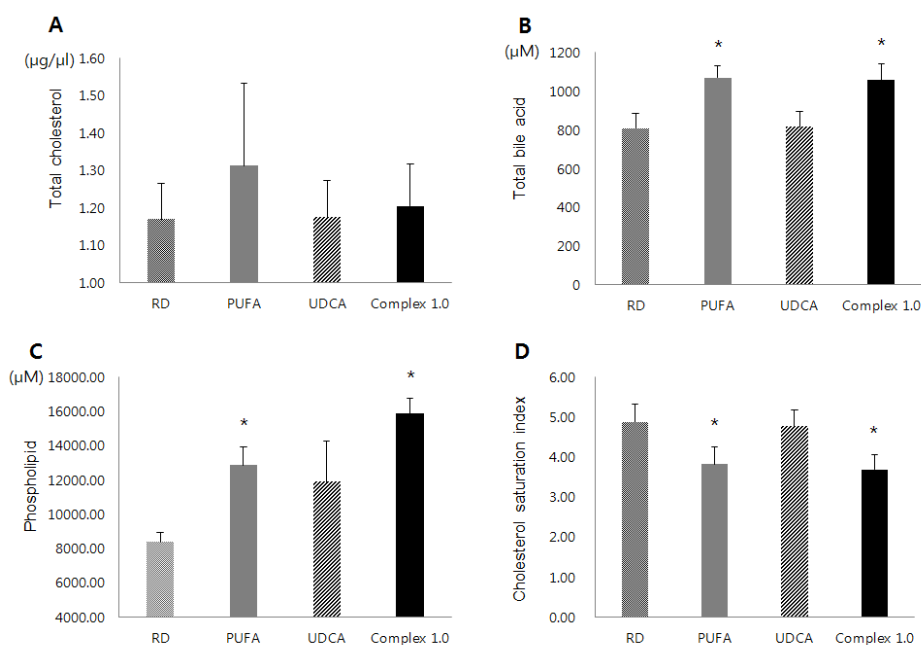 A
(µg/µl)
Total cholesterol
1.60
1.50
1.40
1.30
1.20
1.10
1.00
RD PUFA UDCA Complex 1.0
B
(µM)
Total bile acid
1200
1000
800
600
400
200
0
* *
RD PUFA UDCA Complex 1.0
C
(µM)
Phospholipid
18000.00
16000.00
14000.00
12000.00
10000.00
8000.00
6000.00
4000.00
* *
RD PUFA UDCA Complex 1.0
D
Cholesterol saturation index
6.00
5.00
4.00
3.00
2.00
1.00
0.00
* *
RD PUFA UDCA Complex 1.0